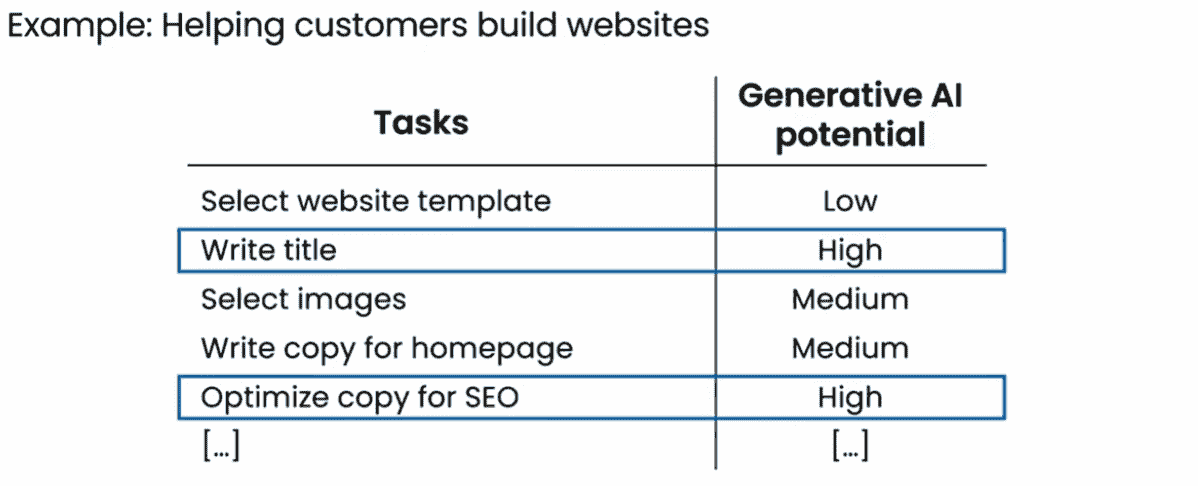 Example: Helping customers build websites
Tasks
Generative AI
potential
Select website template Low
Write title High
Select images Medium
Write copy for homepage Medium
Optimize copy for SEO High
[...] [...]